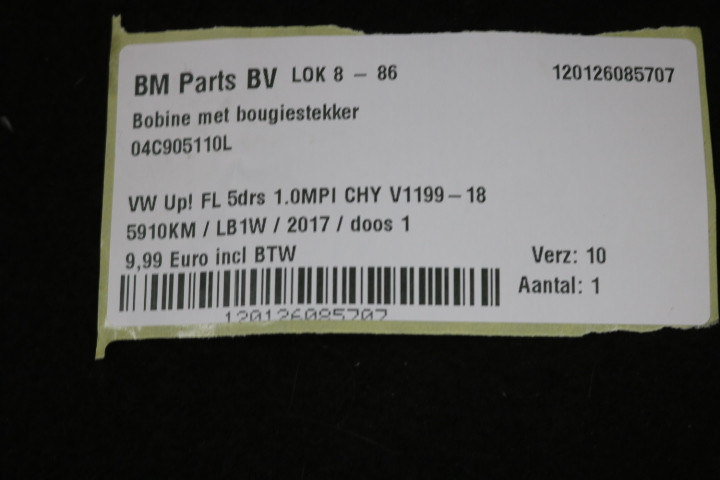 BM Parts BV LOK 8 - 86 120126085707
Bobine met bougiestekker
04C905110L
VW Up! FL 5drs 1.0MPI CHY V1199-18
5910KM / LB1W / 2017 / doos 1
9,99 Euro incl BTW Verz: 10
Aantal: 1
120126085707